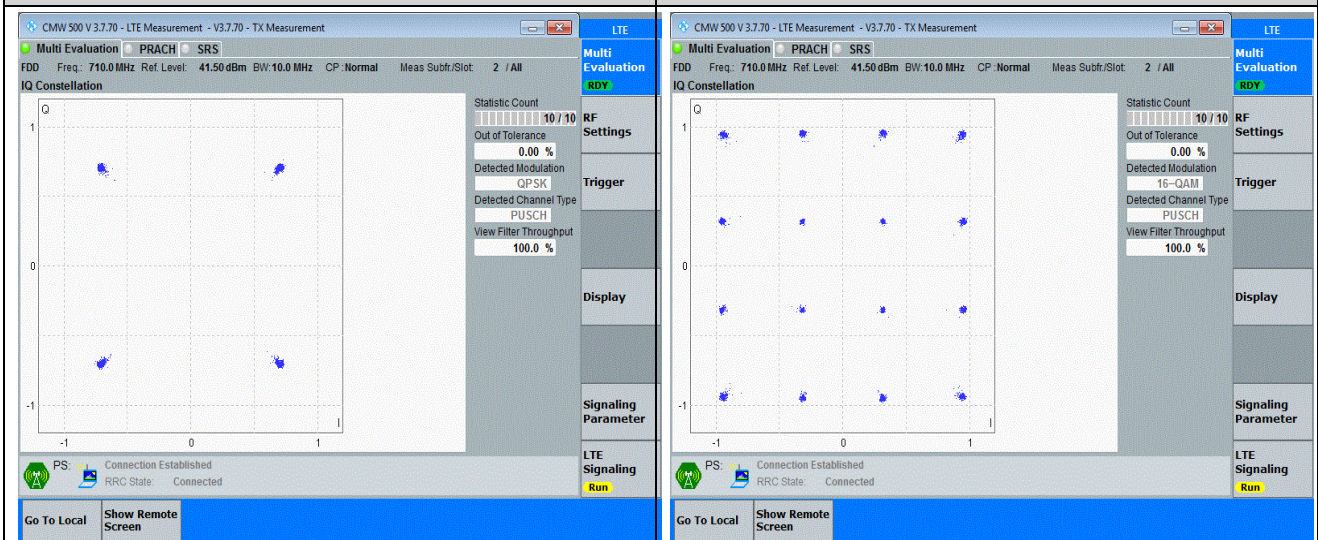 CMW 500 V 3.7.70 - LTE Measurement - V3.7.70 - TX Measurement
Multi Evaluation PRACH SRS
FDD Freq.: 710.0 MHz Ref. Level: 41.50 dBm BW: 10.0 MHz CP : Normal Meas Subfr./Slot: 2 / All
IQ Constellation
Q
1
0
-1
-1 0 1
I
Statistic Count
10 / 10
Out of Tolerance
0.00 %
Detected Modulation
QPSK
Detected Channel Type
PUSCH
View Filter Throughput
100.0 %
PS: Connection Established
RRC State: Connected
LTE
Multi
Evaluation
RDY
RF
Settings
Trigger
Display
Signaling
Parameter
LTE
Signaling
Run
Go To Local
Show Remote
Screen
CMW 500 V 3.7.70 - LTE Measurement - V3.7.70 - TX Measurement
Multi Evaluation PRACH SRS
FDD Freq.: 710.0 MHz Ref. Level: 41.50 dBm BW: 10.0 MHz CP : Normal Meas Subfr./Slot: 2 / All
IQ Constellation
Q
1
0
-1
-1 0 1
I
Statistic Count
10 / 10
Out of Tolerance
0.00 %
Detected Modulation
16-QAM
Detected Channel Type
PUSCH
View Filter Throughput
100.0 %
PS: Connection Established
RRC State: Connected
LTE
Multi
Evaluation
RDY
RF
Settings
Trigger
Display
Signaling
Parameter
LTE
Signaling
Run
Go To Local
Show Remote
Screen